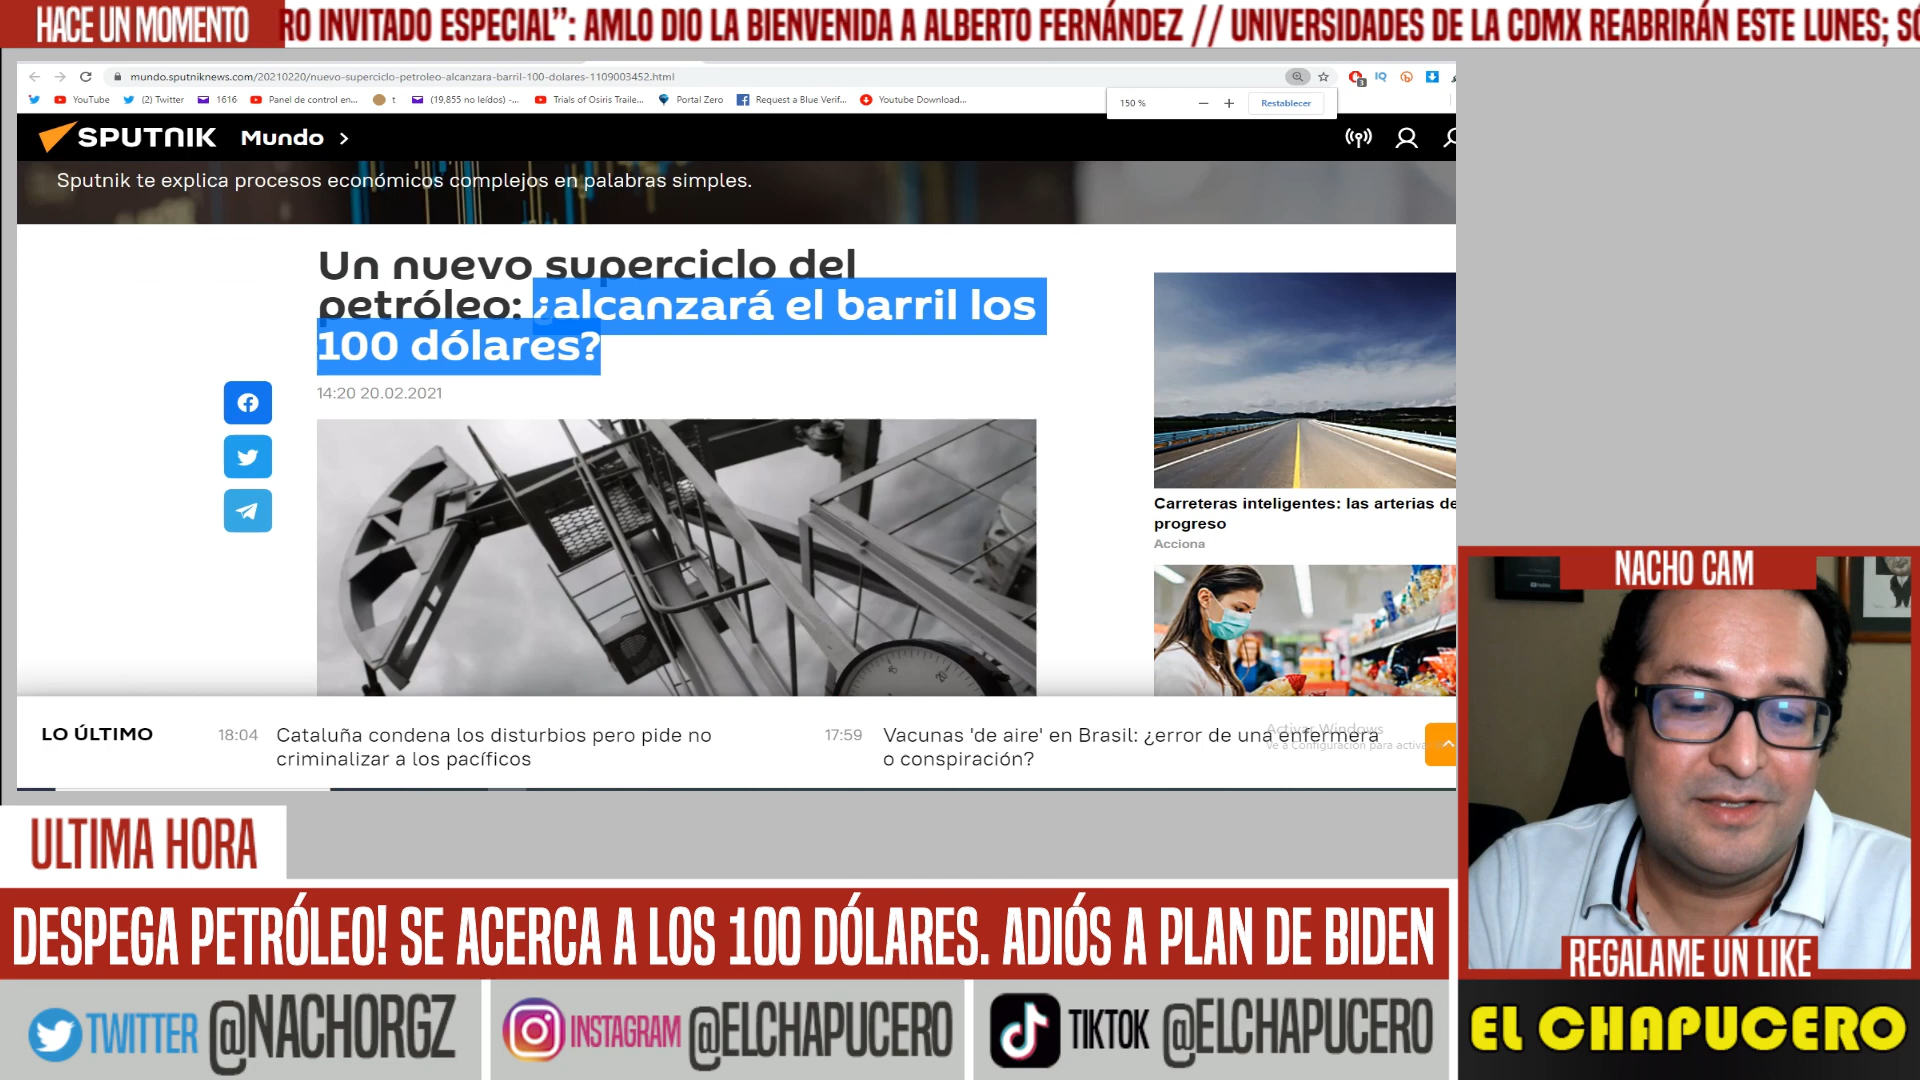 HACE UN MOMENTO
RO INVITADO ESPECIAL”: AMLO DIO LA BIENVENIDA A ALBERTO FERNÁNDEZ // UNIVERSIDADES DE LA CDMX REABRIRÁN ESTE LUNES; SÓ
mundo.sputniknews.com/20210220/nuevo-superciclo-petroleo-alcanzara-barril-100-dolares-1109003452.html
YouTube (2) Twitter 1616 Panel de control en... t (19,855 no leídos) -... Trials of Osiris Traile... Portal Zero Request a Blue Verif... Youtube Download...
150 % Restablecer
SPUTNIK Mundo
Sputnik te explica procesos económicos complejos en palabras simples.
Un nuevo superciclo del
petróleo: ¿alcanzará el barril los
100 dólares?
14:20 20.02.2021
Carreteras inteligentes: las arterias de
progreso
Acciona
LO ÚLTIMO
18:04 Cataluña condena los disturbios pero pide no
criminalizar a los pacíficos
17:59 Vacunas 'de aire' en Brasil: ¿error de una enfermera
o conspiración?
Activar Windows
Ve a Configuración para activa
NACHO CAM
REGALAME UN LIKE
ULTIMA HORA
DESPEGA PETRÓLEO! SE ACERCA A LOS 100 DÓLARES. ADIÓS A PLAN DE BIDEN
TWITTER @NACHORGZ
INSTAGRAM @ELCHAPUCERO
TIKTOK @ELCHAPUCERO
EL CHAPUCERO